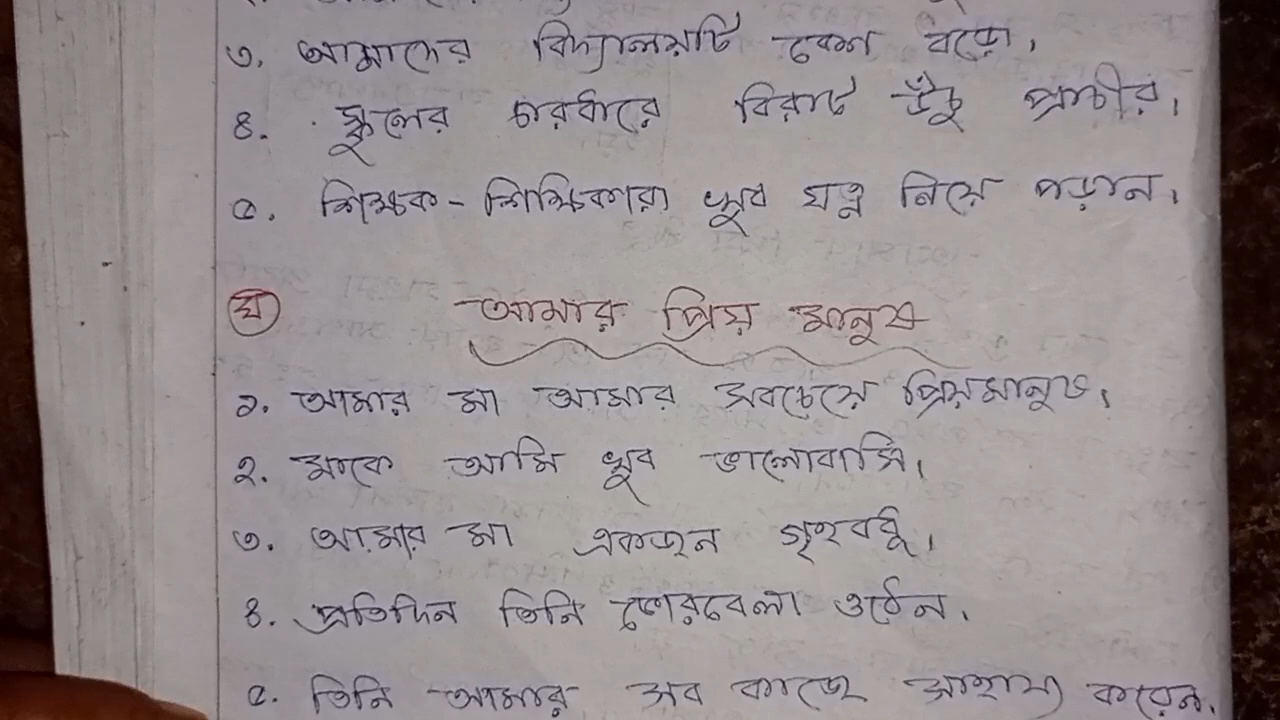 ৩. আমাদের বিদ্যালয়টি বেশ বড়ো।
৪. স্কুলের চারধারে বিরাট উঁচু প্রাচীর।
৫. শিক্ষক - শিক্ষিকারা খুব যত্ন নিয়ে পড়ান।
ঘ আমার প্রিয় মানুষ
১. আমার মা আমার সবচেয়ে প্রিয়মানুষ।
২. মাকে আমি খুব ভালোবাসি।
৩. আমার মা একজন গৃহবধূ।
৪. প্রতিদিন তিনি ভোরবেলা ওঠেন।
৫. তিনি আমার সব কাজে সাহায্য করেন।